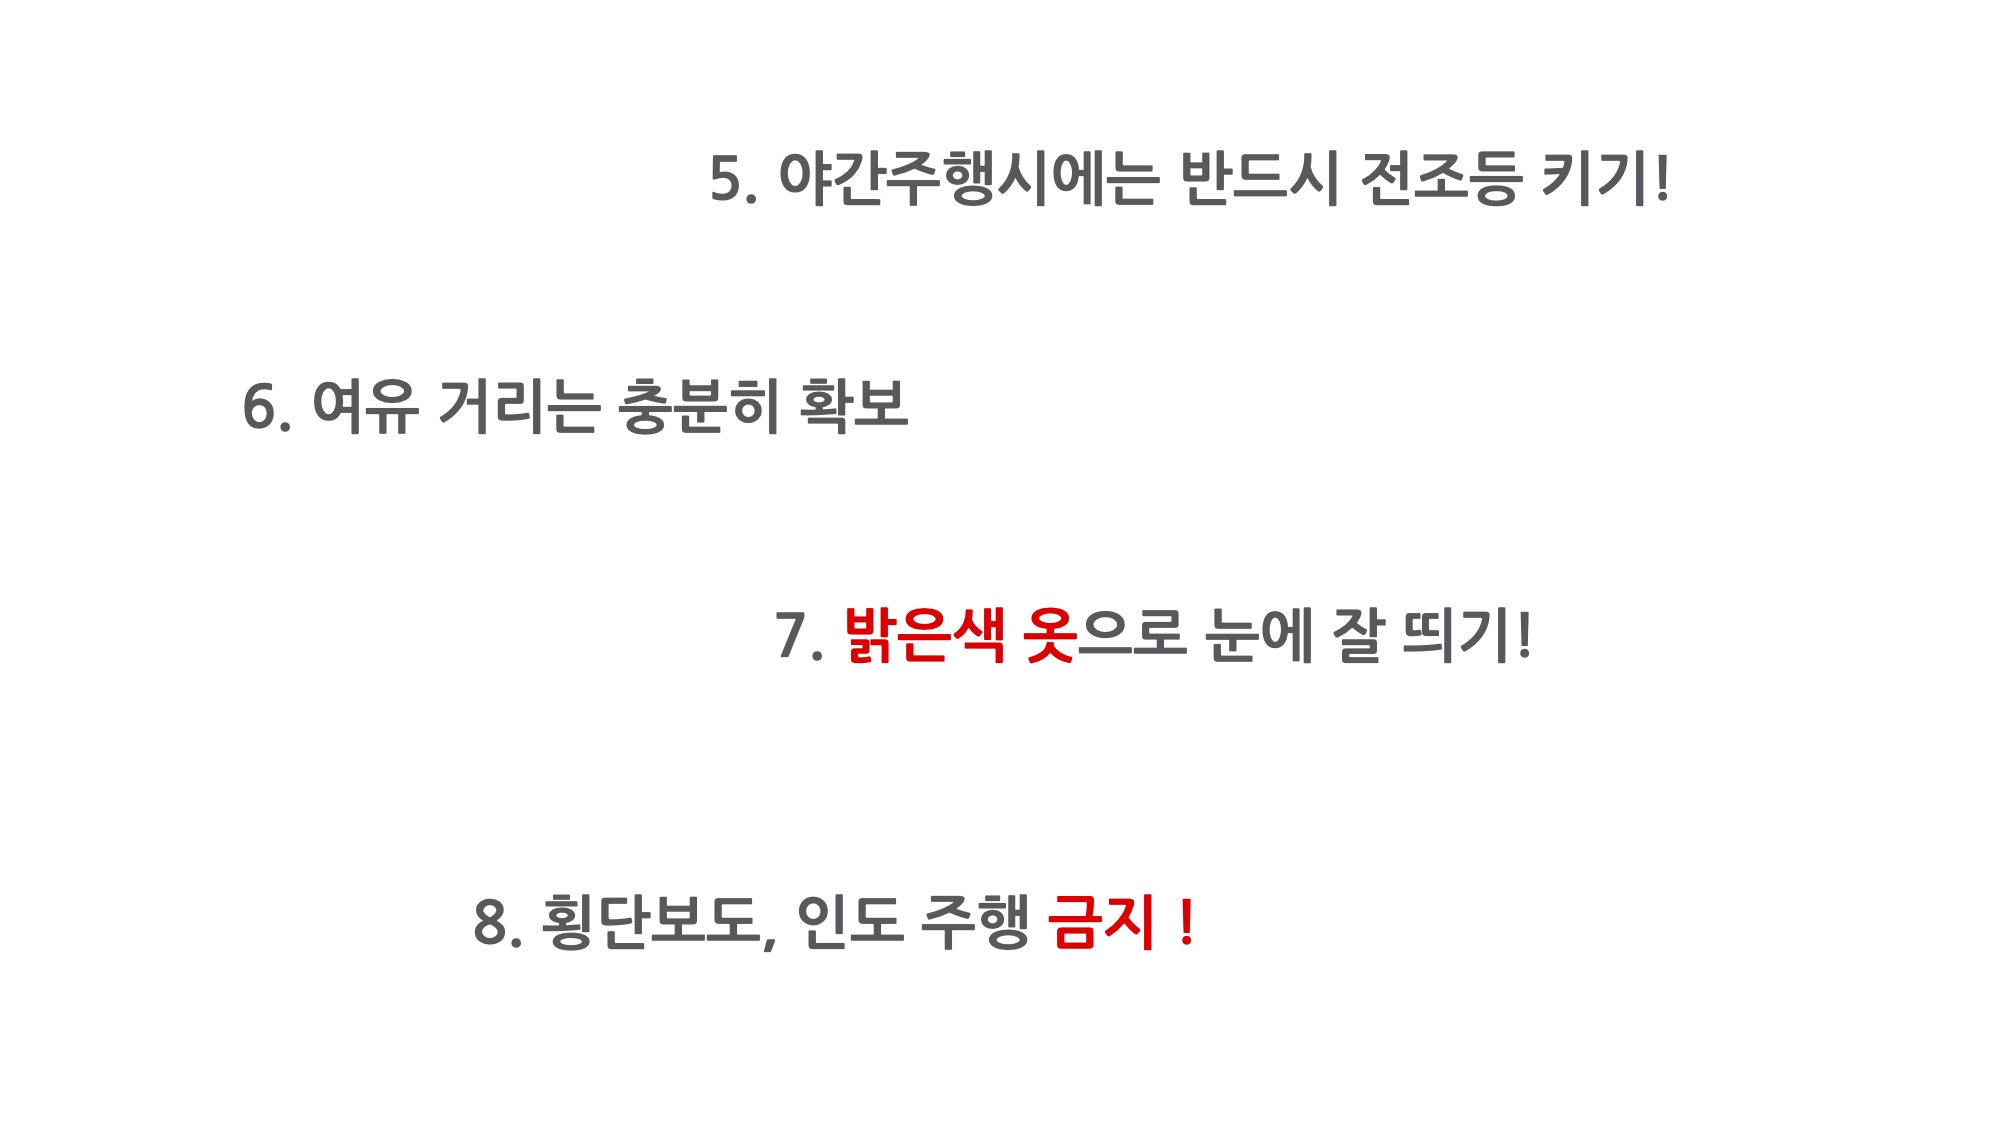 5. 야간주행시에는 반드시 전조등 키기!
6. 여유 거리는 충분히 확보
7. 밝은색 옷으로 눈에 잘 띄기!
8. 횡단보도, 인도 주행 금지 !